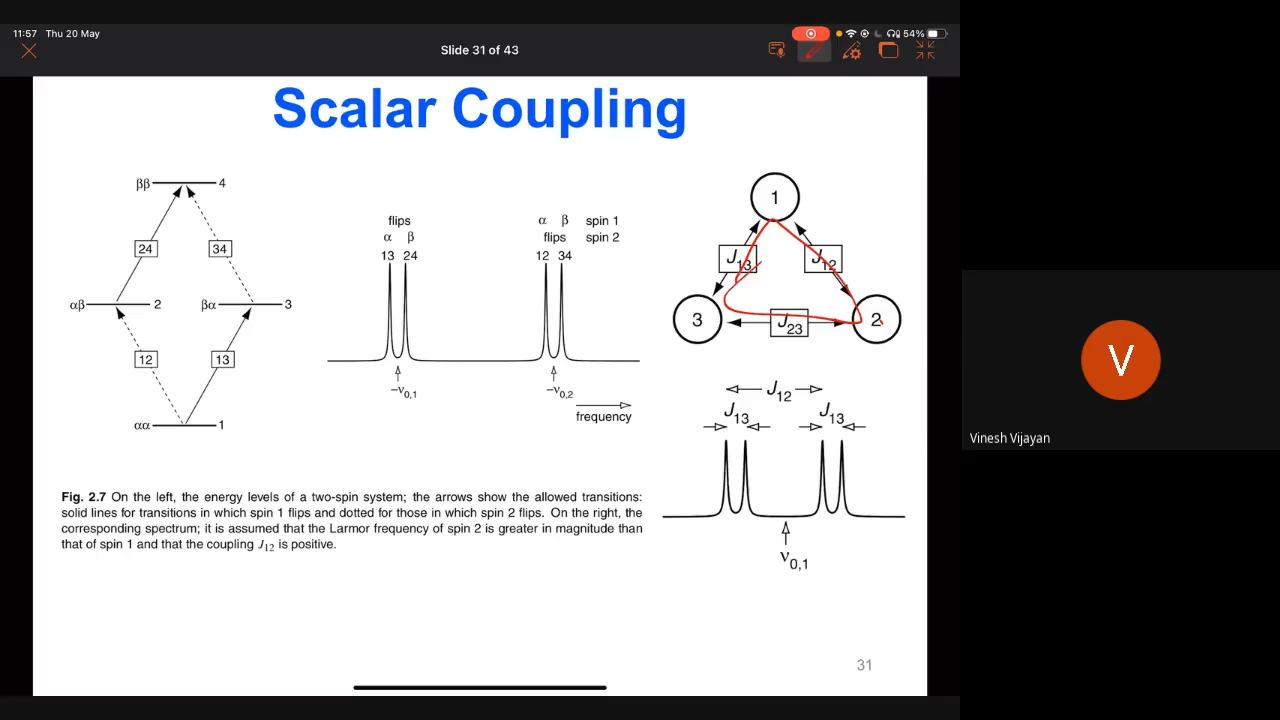 11:57 Thu 20 May
54%
Slide 31 of 43
Scalar Coupling
ββ 4
24 34
αβ 2 βα 3
12 13
αα 1
flips α β spin 1
α β flips spin 2
13 24 12 34
-ν0,1 -ν0,2
frequency
1
J13 J12
3 J23 2
J12
J13 J13
ν0,1
Fig. 2.7 On the left, the energy levels of a two-spin system; the arrows show the allowed transitions:
solid lines for transitions in which spin 1 flips and dotted for those in which spin 2 flips. On the right, the
corresponding spectrum; it is assumed that the Larmor frequency of spin 2 is greater in magnitude than
that of spin 1 and that the coupling J12 is positive.
31
V
Vinesh Vijayan